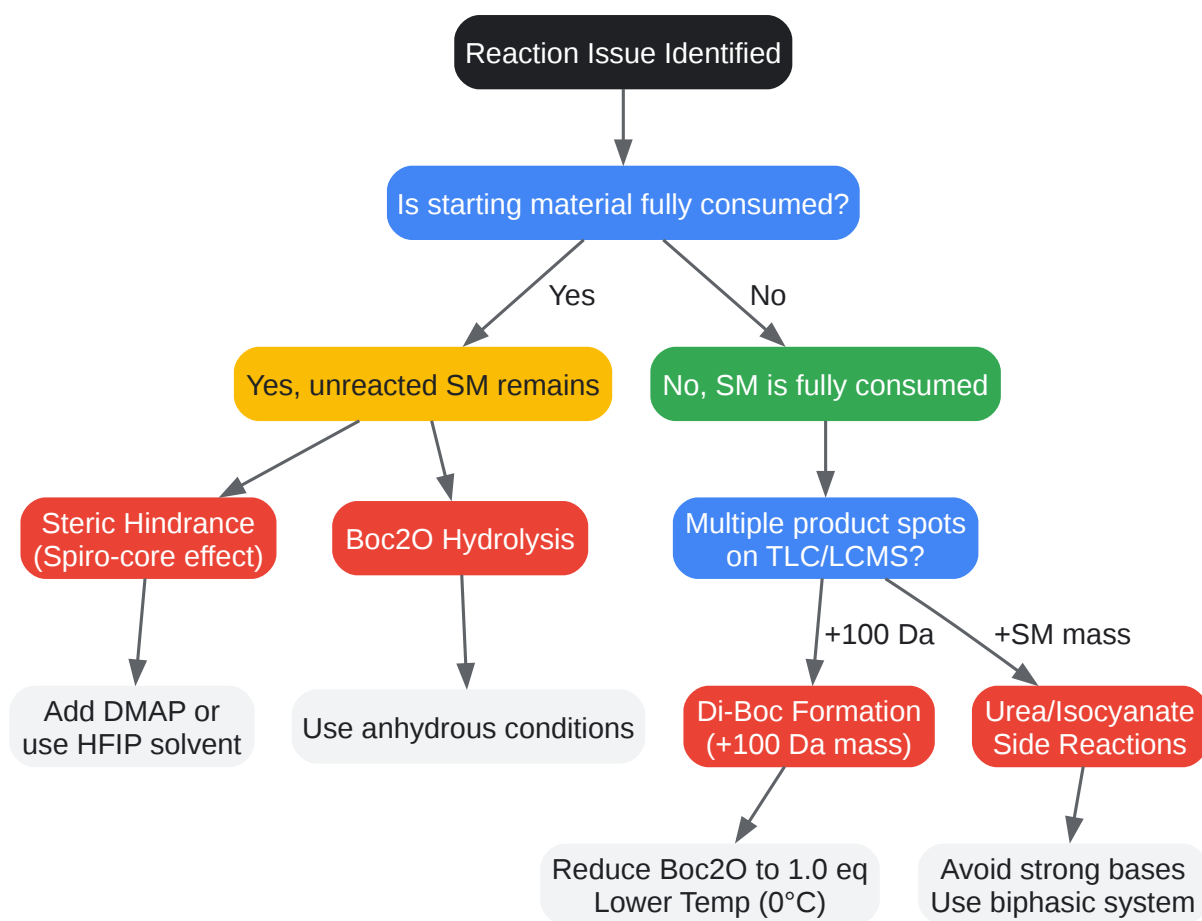 Reaction Issue Identified
Is starting material fully consumed?
Yes
No
Yes, unreacted SM remains
No, SM is fully consumed
Steric Hindrance
(Spiro-core effect)
Boc2O Hydrolysis
Multiple product spots
on TLC/LCMS?
+100 Da
+SM mass
Add DMAP or
use HFIP solvent
Use anhydrous conditions
Di-Boc Formation
(+100 Da mass)
Urea/Isocyanate
Side Reactions
Reduce Boc2O to 1.0 eq
Lower Temp (0°C)
Avoid strong bases
Use biphasic system